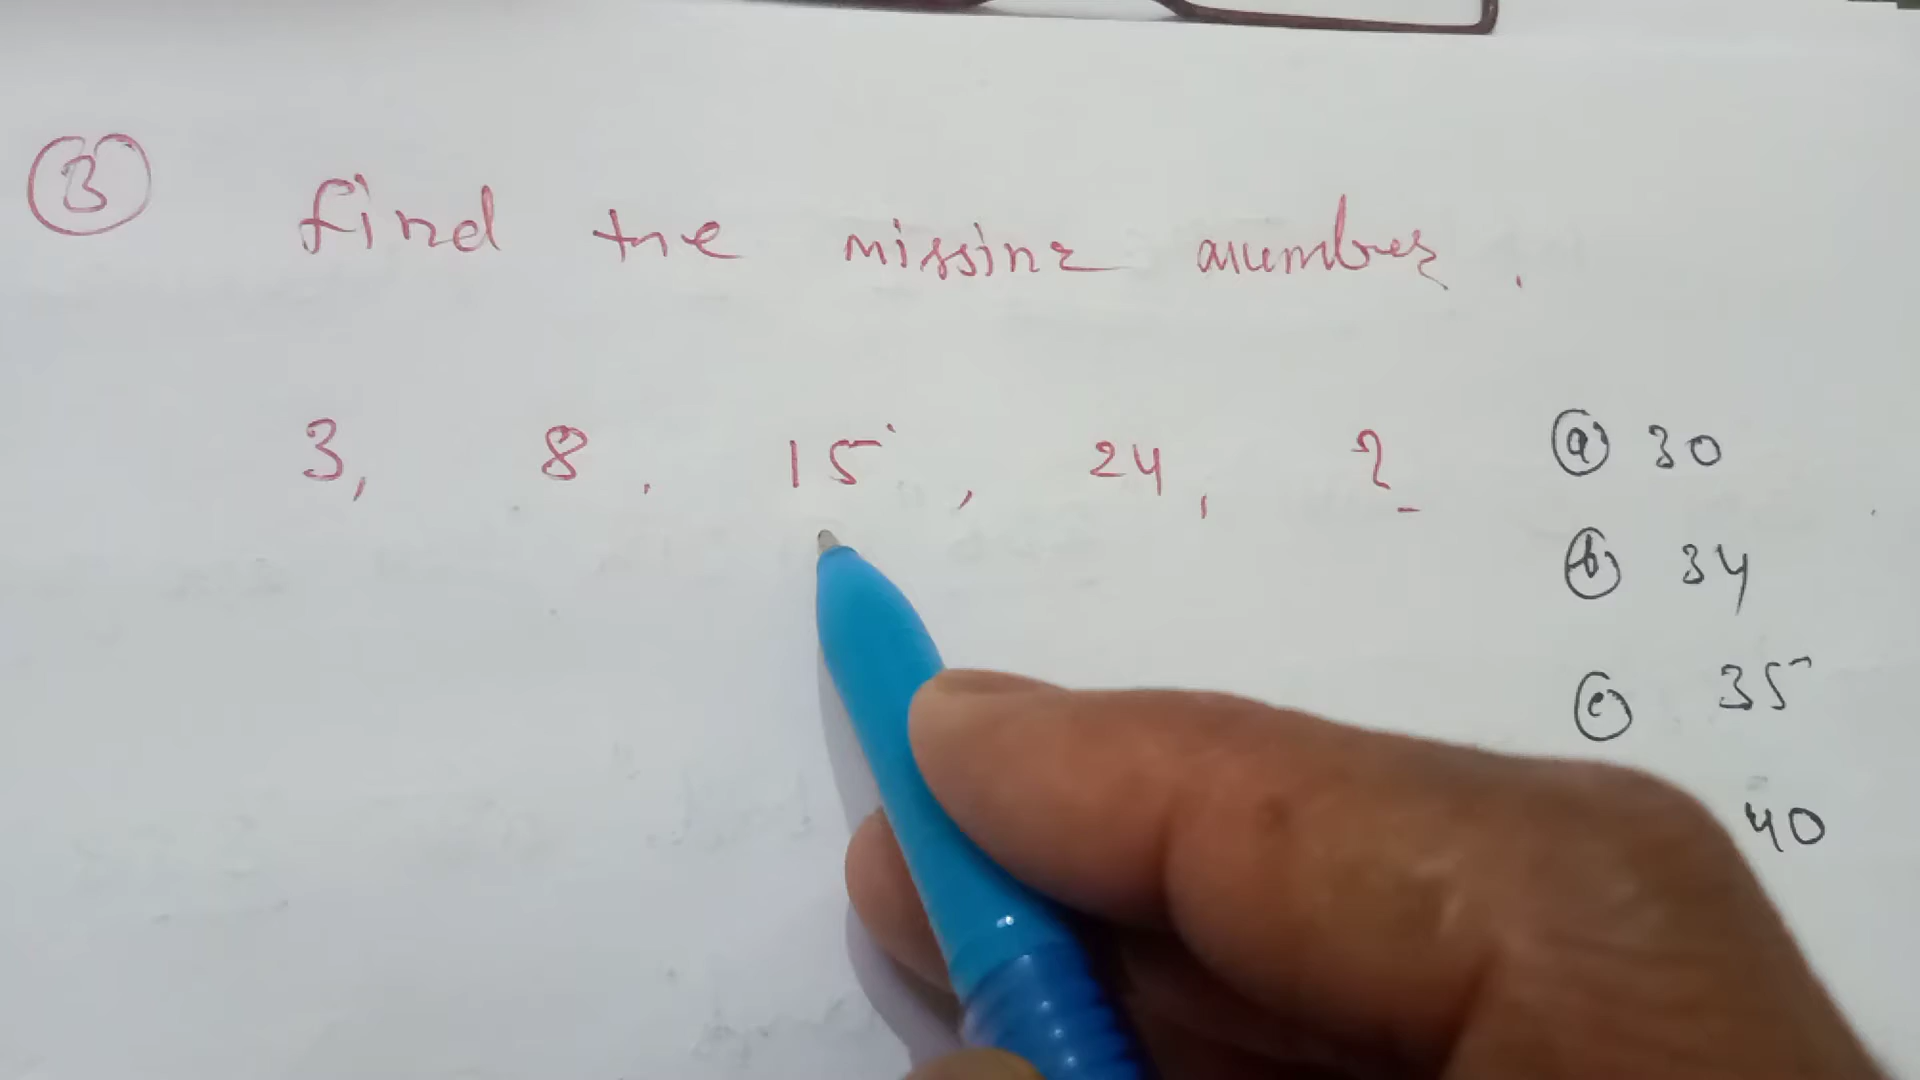 3 find the missing number.
3, 8, 15, 24, ?
a 30
b 34
c 35
40